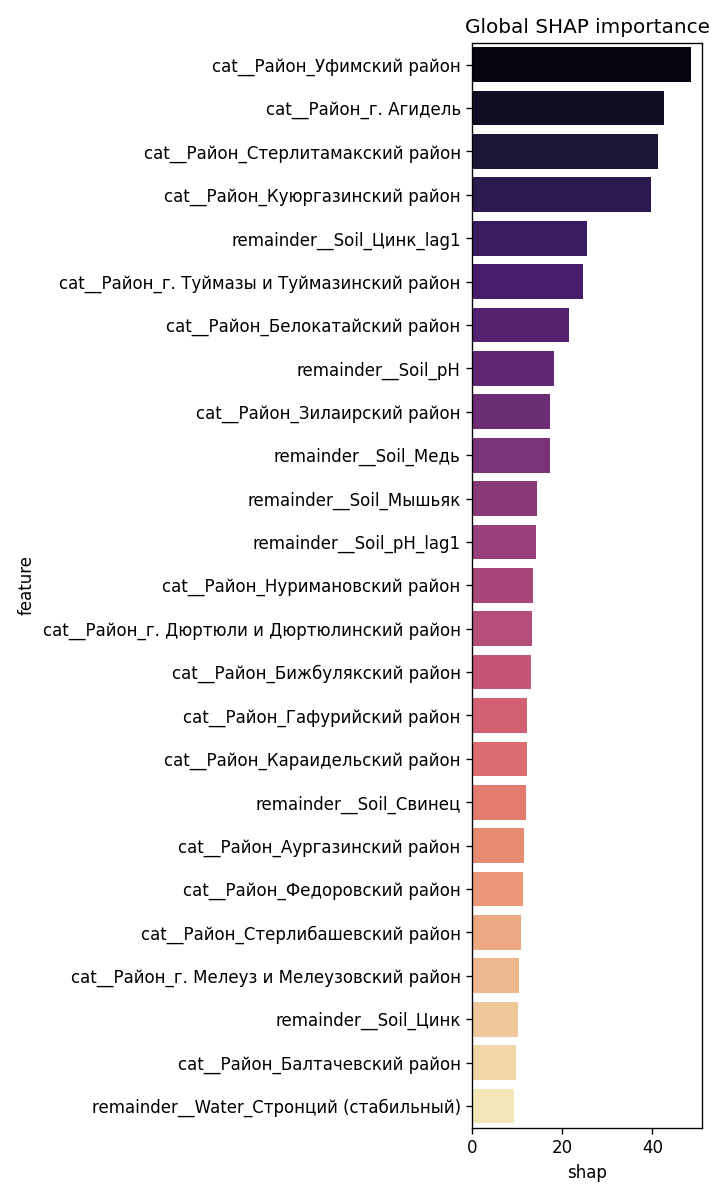 Global SHAP importance
cat__Район_Уфимский район
cat__Район_г. Агидель
cat__Район_Стерлитамакский район
cat__Район_Куюргазинский район
remainder__Soil_Цинк_lag1
cat__Район_г. Туймазы и Туймазинский район
cat__Район_Белокатайский район
remainder__Soil_pH
cat__Район_Зилаирский район
remainder__Soil_Медь
remainder__Soil_Мышьяк
remainder__Soil_pH_lag1
cat__Район_Нуримановский район
cat__Район_г. Дюртюли и Дюртюлинский район
cat__Район_Бижбулякский район
cat__Район_Гафурийский район
cat__Район_Караидельский район
remainder__Soil_Свинец
cat__Район_Аургазинский район
cat__Район_Федоровский район
cat__Район_Стерлибашевский район
cat__Район_г. Мелеуз и Мелеузовский район
remainder__Soil_Цинк
cat__Район_Балтачевский район
remainder__Water_Стронций (стабильный)
feature
0 20 40
shap